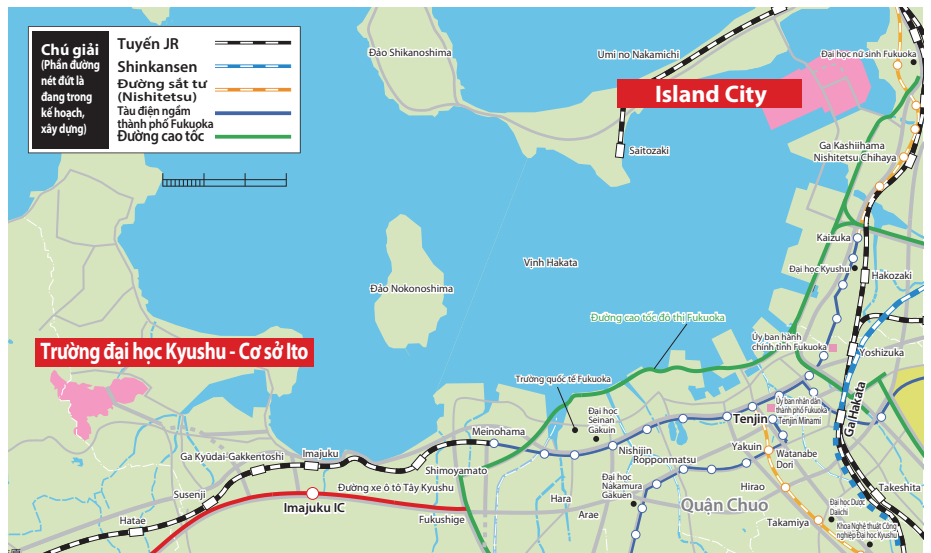 Chú giải
(Phần đường
nét đứt là
đang trong
kế hoạch,
xây dựng)
Tuyến JR
Shinkansen
Đường sắt tư
(Nishitetsu)
Tàu điện ngầm
thành phố Fukuoka
Đường cao tốc
Đảo Shikanoshima
Umi no Nakamichi
Đại học nữ sinh Fukuoka
Island City
Saitozaki
Ga Kashiihama
Nishitetsu Chihaya
Kaizuka
Vịnh Hakata
Đại học Kyushu
Hakozaki
Đảo Nokonoshima
Đường cao tốc đô thị Fukuoka
Ủy ban hành
chính tỉnh Fukuoka
Yoshizuka
Trường đại học Kyushu - Cơ sở Ito
Trường quốc tế Fukuoka
Ga Hakata
Ủy ban nhân dân
thành phố Fukuoka
Đại học
Seinan
Gakuin
Tenjin
Tenjin Minami
Meinohama
Nishijin
Yakuin
Watanabe
Dori
Ga Kyudai-Gakkentoshi
Imajuku
Shimoyamato
Ropponmatsu
Đại học
Nakamura
Gakuen
Susenji
Đường xe ô tô Tây Kyushu
Hirao
Takeshita
Imajuku IC
Hara
Quận Chuo
Đại học Dược
Daichi
Hatae
Fukushige
Arae
Takamiya
Khoa Nghệ thuật Công
nghiệp Đại học Kyushu